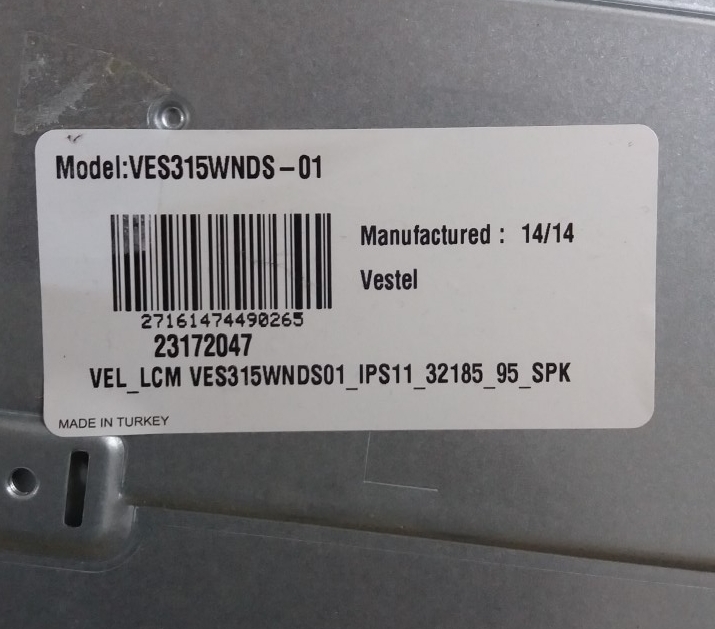 Model:VES315WNDS-01
Manufactured : 14/14
Vestel
27161474490265
23172047
VEL_LCM VES315WNDS01_IPS11_32185_95_SPK
MADE IN TURKEY